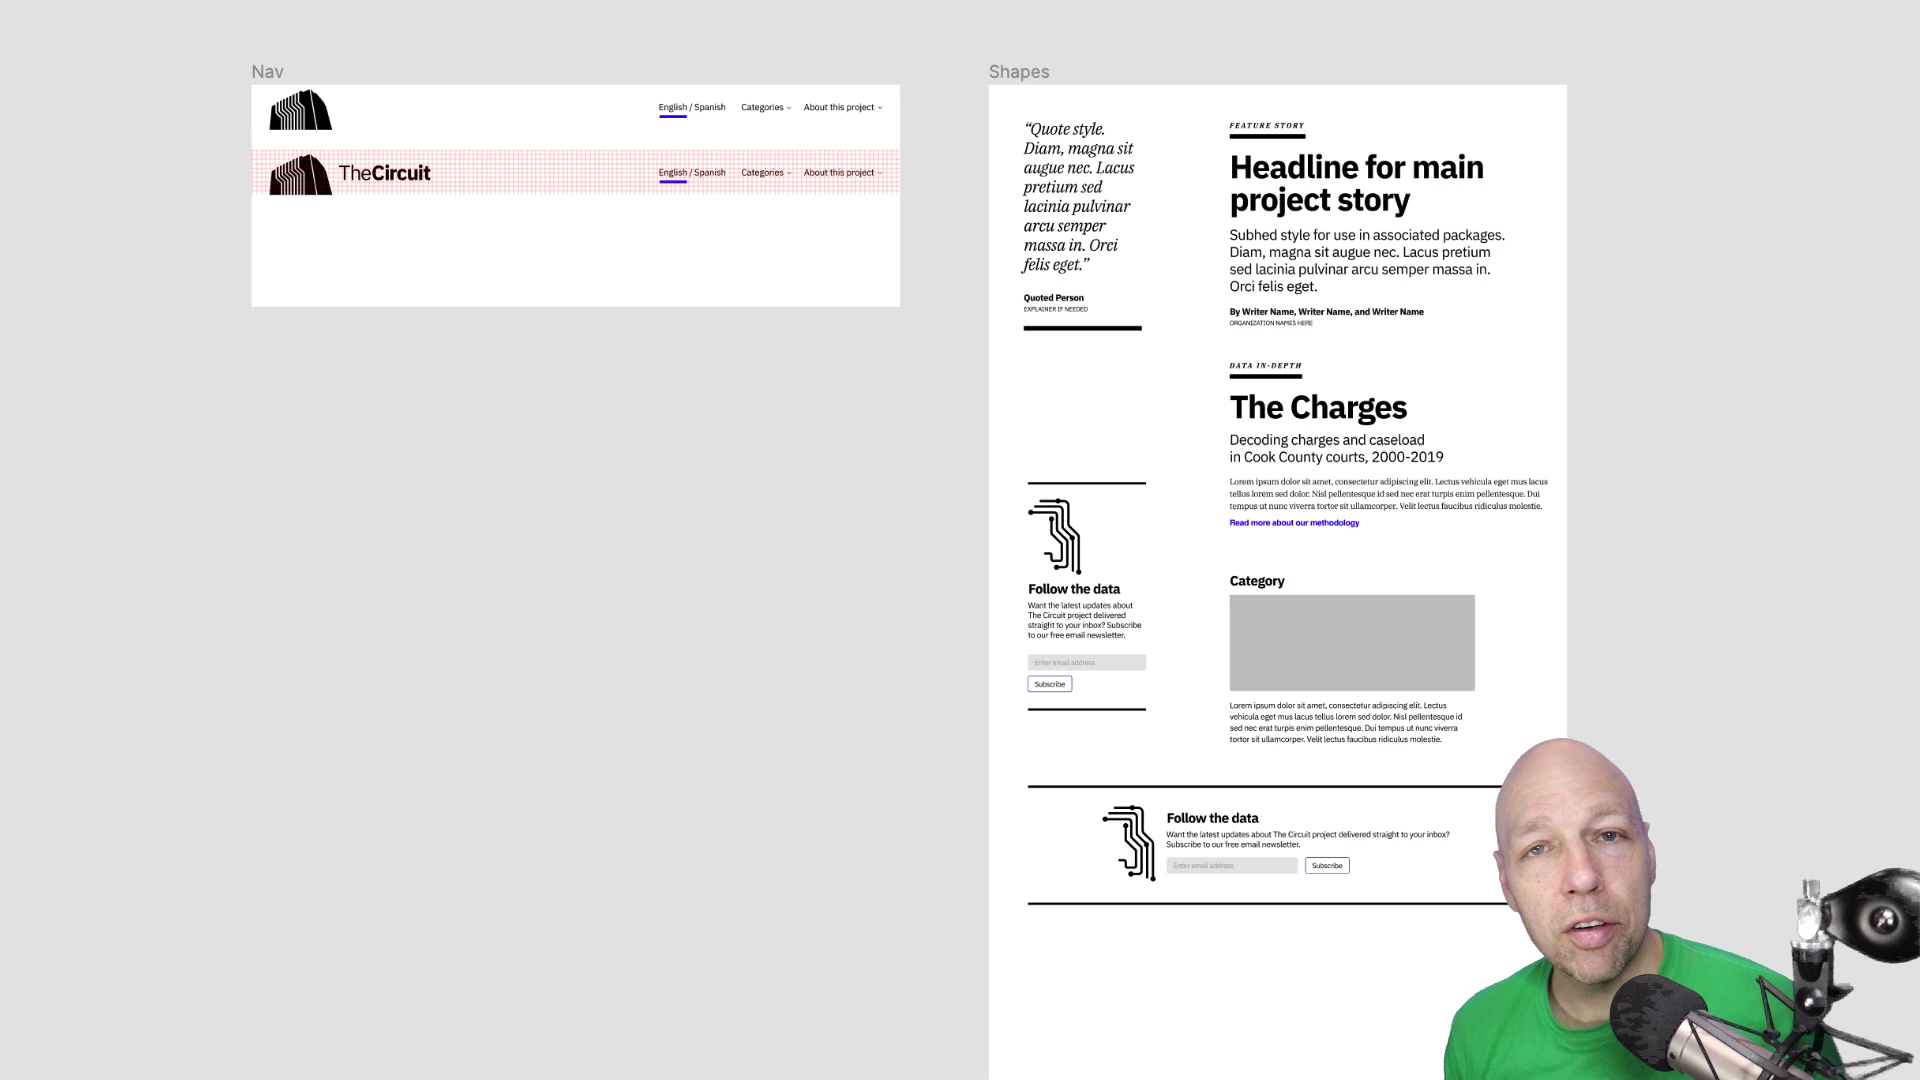 Nav
English / Spanish Categories About this project
TheCircuit English / Spanish Categories About this project
Shapes
“Quote style.
Diam, magna sit
augue nec. Lacus
pretium sed
lacinia pulvinar
arcu semper
massa in. Orci
felis eget.”
Quoted Person
EXPLAINER IF NEEDED
Follow the data
Want the latest updates about
The Circuit project delivered
straight to your inbox? Subscribe
to our free email newsletter.
Enter email address
Subscribe
FEATURE STORY
Headline for main
project story
Subhed style for use in associated packages.
Diam, magna sit augue nec. Lacus pretium
sed lacinia pulvinar arcu semper massa in.
Orci felis eget.
By Writer Name, Writer Name, and Writer Name
ORGANIZATION NAMES HERE
DATA IN-DEPTH
The Charges
Decoding charges and caseload
in Cook County courts, 2000-2019
Lorem ipsum dolor sit amet, consectetur adipiscing elit. Lectus vehicula eget mus lacus
tellus lorem sed dolor. Nisl pellentesque id sed nec erat turpis enim pellentesque. Dui
tempus ut nunc viverra tortor sit ullamcorper. Velit lectus faucibus ridiculus molestie.
Read more about our methodology
Category
Lorem ipsum dolor sit amet, consectetur adipiscing elit. Lectus
vehicula eget mus lacus tellus lorem sed dolor. Nisl pellentesque id
sed nec erat turpis enim pellentesque. Dui tempus ut nunc viverra
tortor sit ullamcorper. Velit lectus faucibus ridiculus molestie.
Follow the data
Want the latest updates about The Circuit project delivered straight to your inbox?
Subscribe to our free email newsletter.
Enter email address
Subscribe